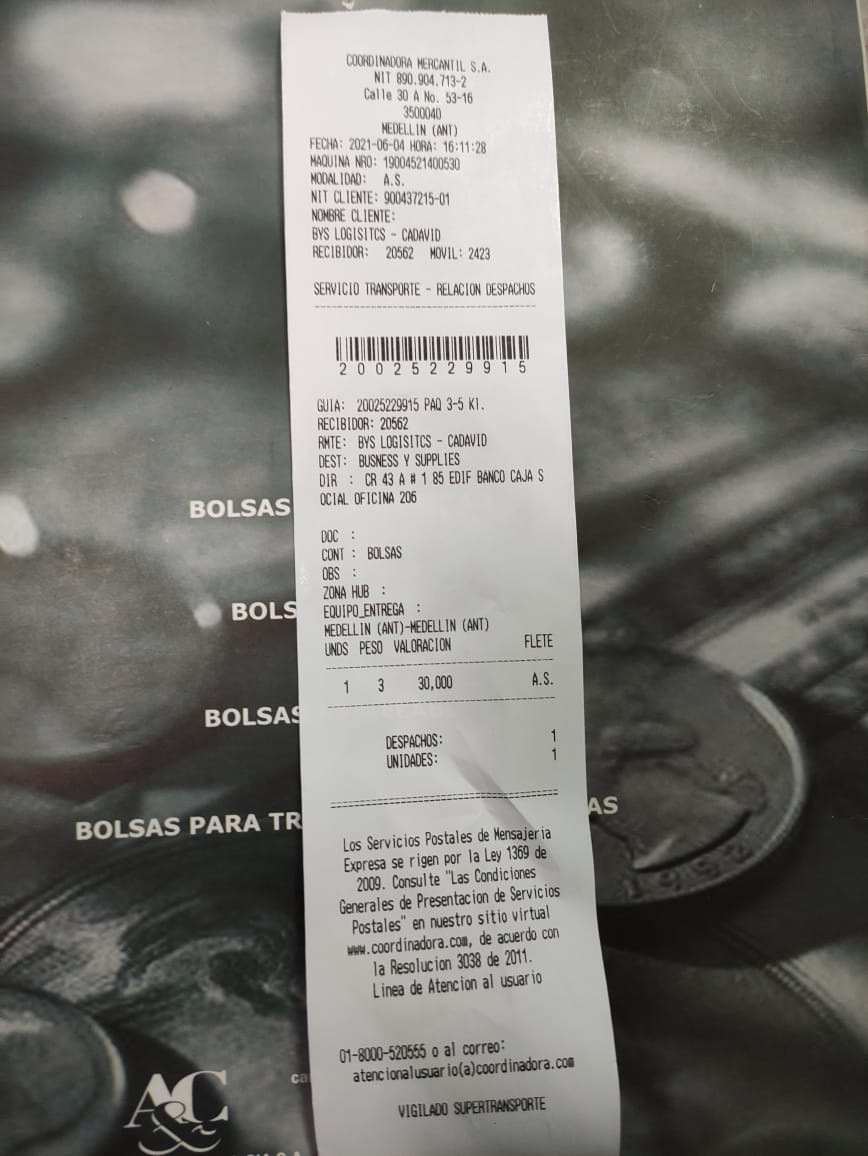 COORDINADORA MERCANTIL S.A.
NIT 890.904.713-2
Calle 30 A No. 53-16
3500040
MEDELLIN (ANT)
FECHA: 2021-06-04 HORA: 16:11:28
MAQUINA NRO: 19004521400530
MODALIDAD: A.S.
NIT CLIENTE: 900437215-01
NOMBRE CLIENTE:
BYS LOGISITCS - CADAVID
RECIBIDOR: 20562 MOVIL: 2423
SERVICIO TRANSPORTE - RELACION DESPACHOS
20025229915
GUIA: 20025229915 PAQ 3-5 K1.
RECIBIDOR: 20562
RMTE: BYS LOGISITCS - CADAVID
DEST: BUSNESS Y SUPPLIES
DIR : CR 43 A # 1 85 EDIF BANCO CAJA S
OCIAL OFICINA 206
DOC :
CONT : BOLSAS
OBS :
ZONA HUB :
EQUIPO_ENTREGA :
MEDELLIN (ANT)-MEDELLIN (ANT)
UNDS PESO VALORACION FLETE
1 3 30,000 A.S.
DESPACHOS: 1
UNIDADES: 1
Los Servicios Postales de Mensajeria
Expresa se rigen por la Ley 1369 de
2009. Consulte "Las Condiciones
Generales de Presentacion de Servicios
Postales" en nuestro sitio virtual
www.coordinadora.com, de acuerdo con
la Resolucion 3038 de 2011.
Linea de Atencion al usuario
01-8000-520555 o al correo:
atencionalusuario(a)coordinadora.com
VIGILADO SUPERTRANSPORTE
BOLSAS
BOLS
BOLSAS
BOLSAS PARA TR AS
1992
A&C
ca